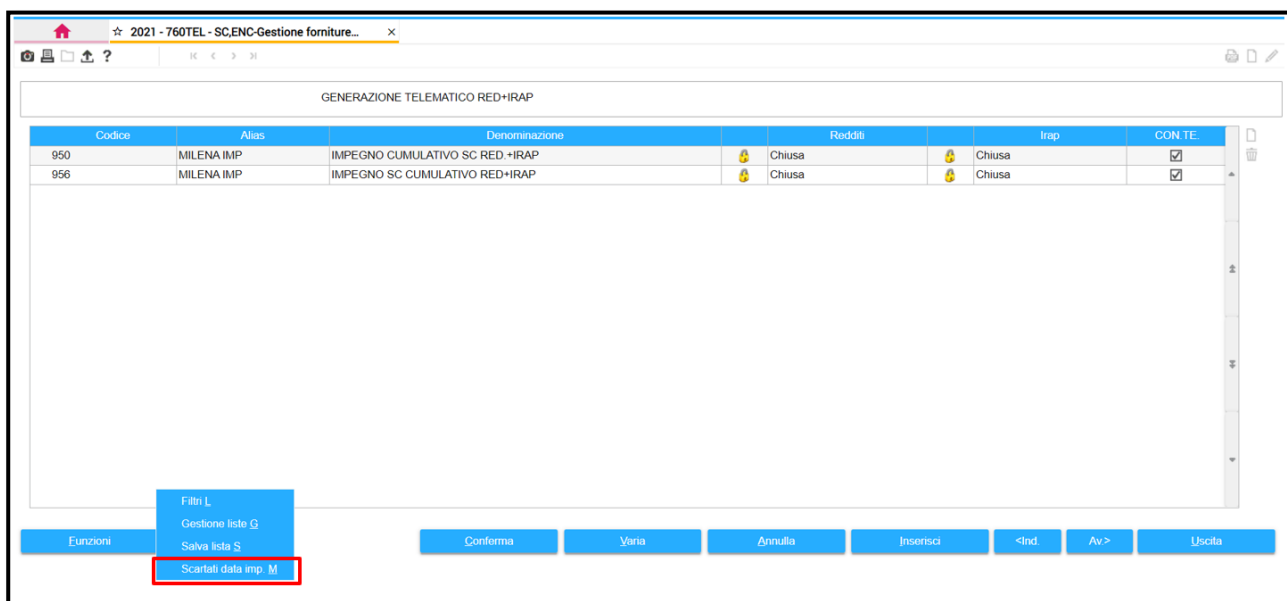 ☆ 2021 - 760TEL - SC,ENC-Gestione forniture... ×
?
GENERAZIONE TELEMATICO RED+IRAP
Codice Alias Denominazione Redditi Irap CON.TE.
950 MILENA IMP IMPEGNO CUMULATIVO SC RED.+IRAP Chiusa Chiusa
956 MILENA IMP IMPEGNO SC CUMULATIVO RED+IRAP Chiusa Chiusa
Filtri L
Gestione liste G
Salva lista S
Scartati data imp. M
Funzioni Conferma Varia Annulla Inserisci <Ind. Av.> Uscita